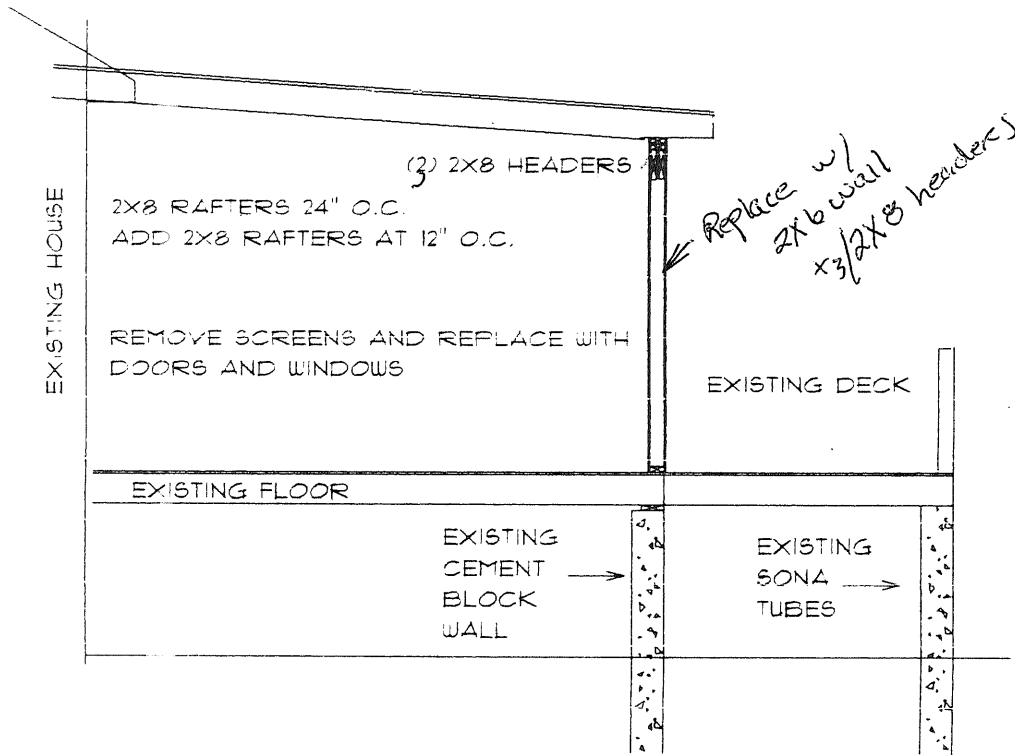 (3) 2X8 HEADERS
Replace w/
2X6 wall
x3/2X8 headers
EXISTING HOUSE
2X8 RAFTERS 24" O.C.
ADD 2X8 RAFTERS AT 12" O.C.
REMOVE SCREENS AND REPLACE WITH
DOORS AND WINDOWS
EXISTING DECK
EXISTING FLOOR
EXISTING
CEMENT
BLOCK
WALL
EXISTING
SONA
TUBES